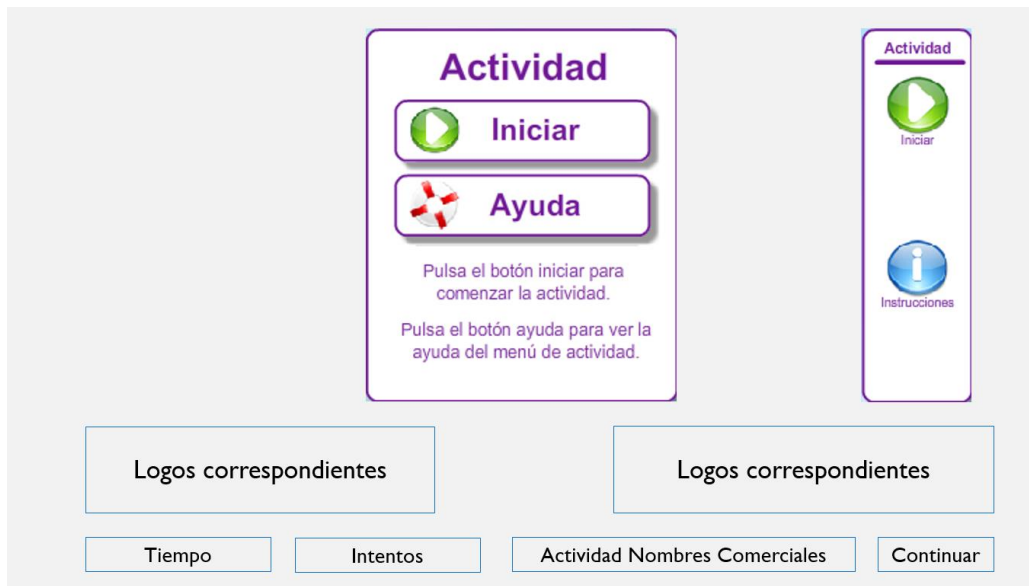 Actividad
Iniciar
Ayuda
Pulsa el botón iniciar para
comenzar la actividad.
Pulsa el botón ayuda para ver la
ayuda del menú de actividad.
Actividad
Iniciar
Instrucciones
Logos correspondientes
Logos correspondientes
Tiempo
Intentos
Actividad Nombres Comerciales
Continuar